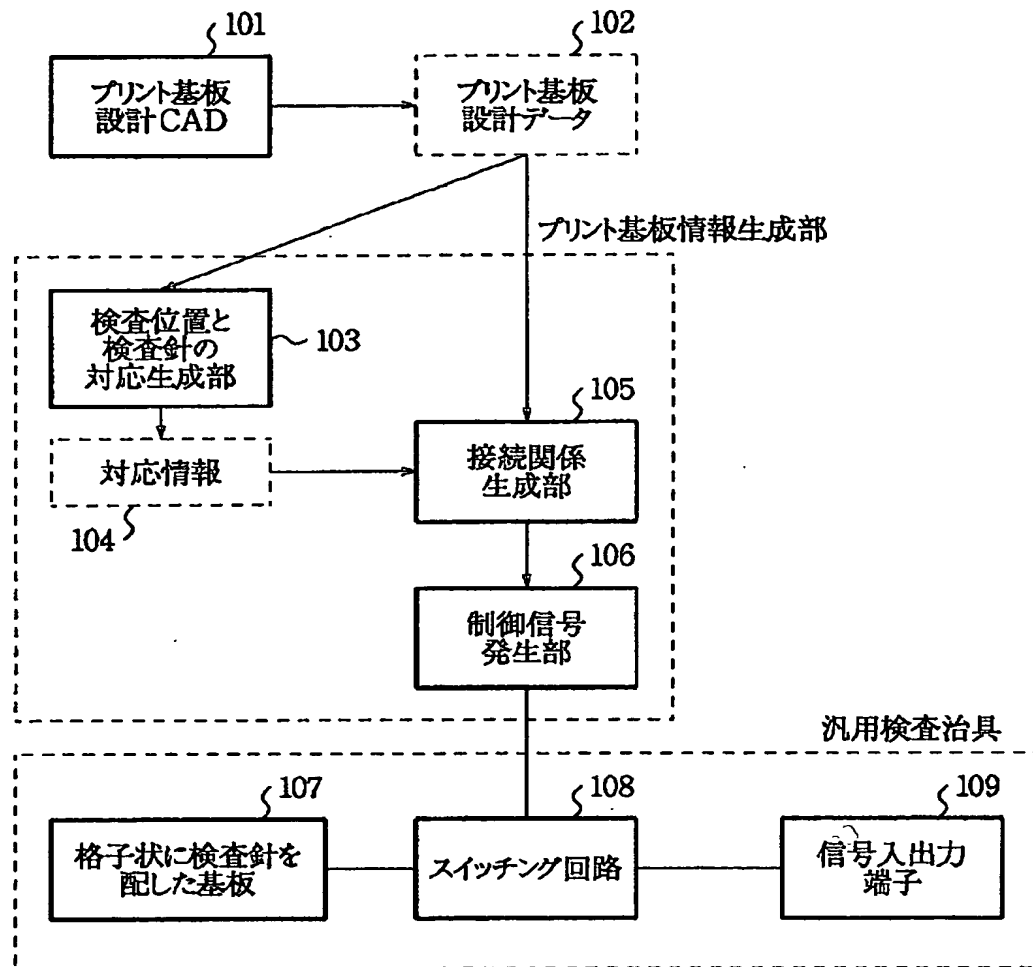 101
プリント基板
設計CAD
102
プリント基板
設計データ
プリント基板情報生成部
検査位置と
検査針の
対応生成部
103
対応情報
104
105
接続関係
生成部
106
制御信号
発生部
汎用検査治具
107
格子状に検査針を
配した基板
108
スイッチング回路
109
信号入出力
端子